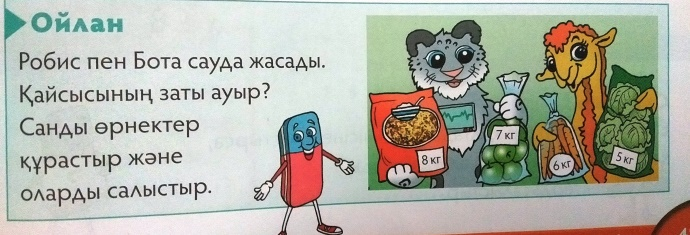 Ойлан
Робис пен Бота сауда жасады.
Қайсысының заты ауыр?
Санды өрнектер
құрастыр және
оларды салыстыр.
8 кг
7 кг
6 кг
5 кг